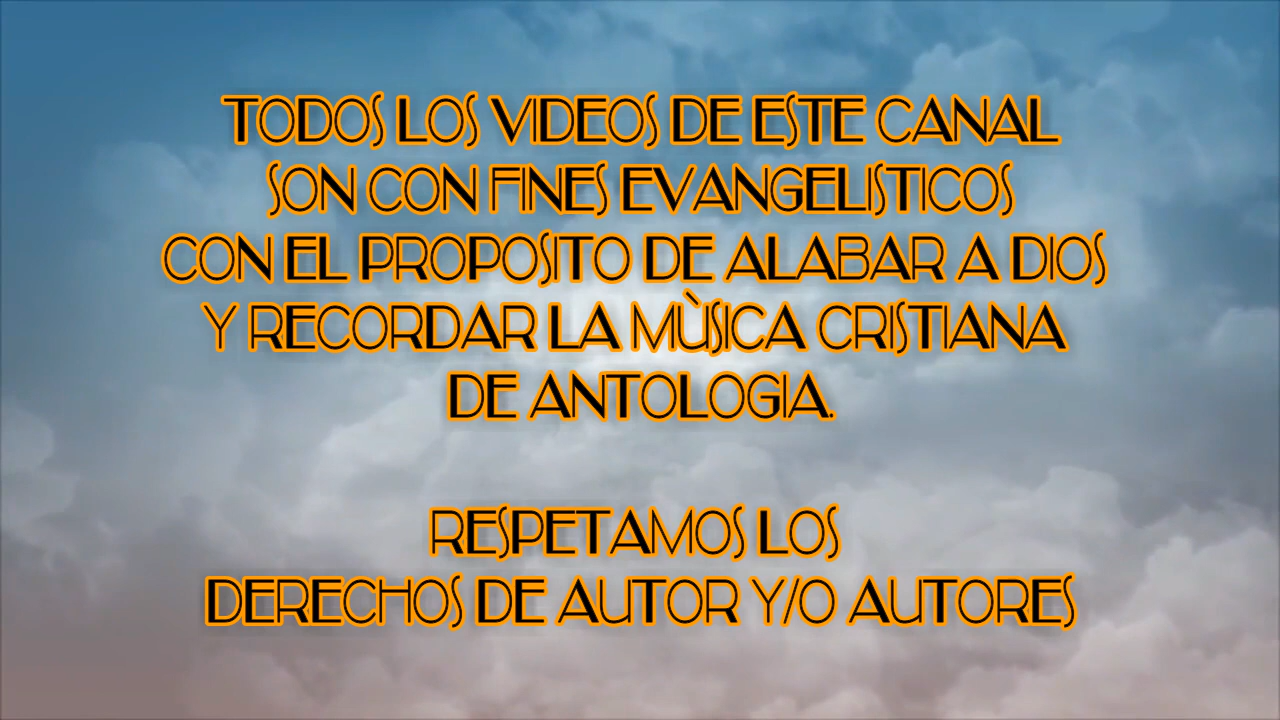 TODOS LOS VIDEOS DE ESTE CANAL
SON CON FINES EVANGELISTICOS
CON EL PROPOSITO DE ALABAR A DIOS
Y RECORDAR LA MÙSICA CRISTIANA
DE ANTOLOGIA.
RESPETAMOS LOS
DERECHOS DE AUTOR Y/O AUTORES